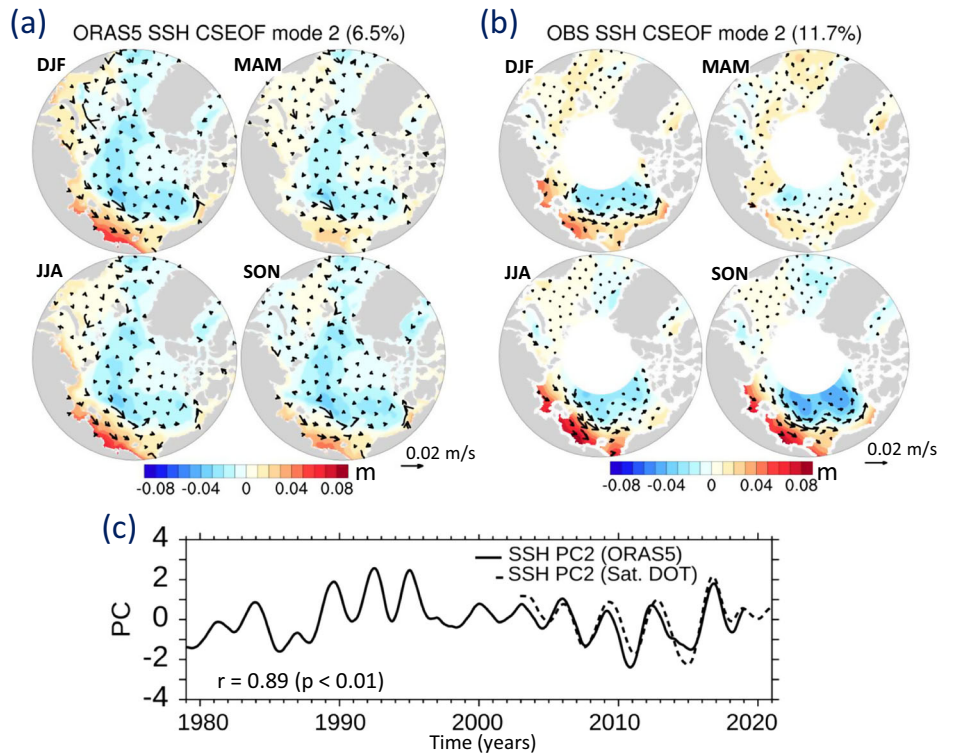 (a)
ORAS5 SSH CSEOF mode 2 (6.5%)
DJF
MAM
JJA
SON
0.02 m/s
m
-0.08 -0.04 0 0.04 0.08
(b)
OBS SSH CSEOF mode 2 (11.7%)
DJF
MAM
JJA
SON
0.02 m/s
m
-0.08 -0.04 0 0.04 0.08
(c)
4
2
0
-2
-4
PC
SSH PC2 (ORAS5)
SSH PC2 (Sat. DOT)
r = 0.89 (p < 0.01)
1980 1990 2000 2010 2020
Time (years)